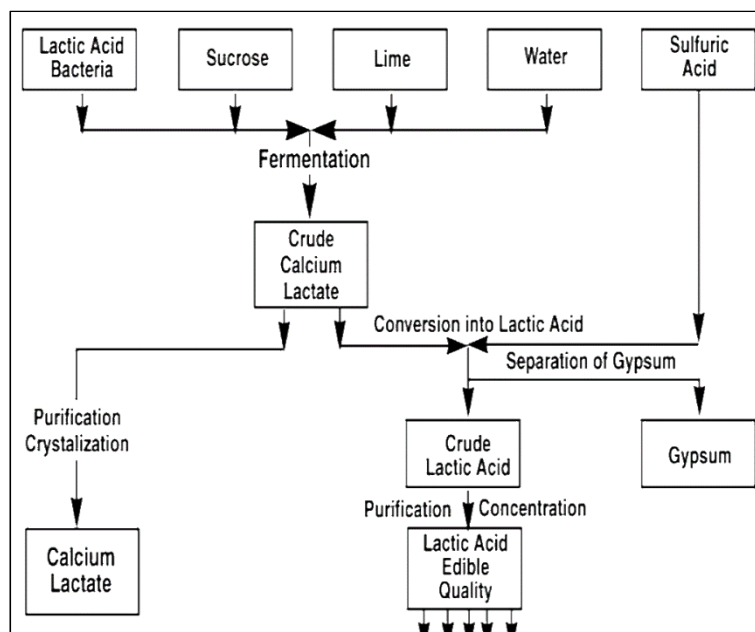 Lactic Acid
Bacteria
Sucrose
Lime
Water
Sulfuric
Acid
Fermentation
Crude
Calcium
Lactate
Conversion into Lactic Acid
Separation of Gypsum
Purification
Crystalization
Crude
Lactic Acid
Gypsum
Purification
Concentration
Calcium
Lactate
Lactic Acid
Edible
Quality